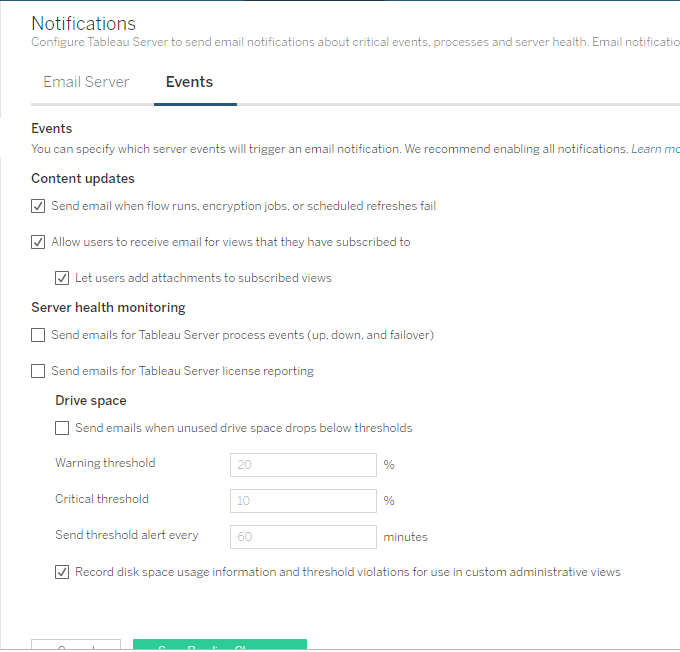 Notifications
Configure Tableau Server to send email notifications about critical events, processes and server health. Email
Email Server Events
Events
You can specify which server events will trigger an email notification. We recommend enabling all notifications. Learn
Content updates
Send email when flow runs, encryption jobs, or scheduled refreshes fail
Allow users to receive email for views that they have subscribed to
Let users add attachments to subscribed views
Server health monitoring
Send emails for Tableau Server process events (up, down, and failover)
Send emails for Tableau Server license reporting
Drive space
Send emails when unused drive space drops below thresholds
Warning threshold 20 %
Critical threshold 10 %
Send threshold alert every 60 minutes
Record disk space usage information and threshold violations for use in custom administrative views